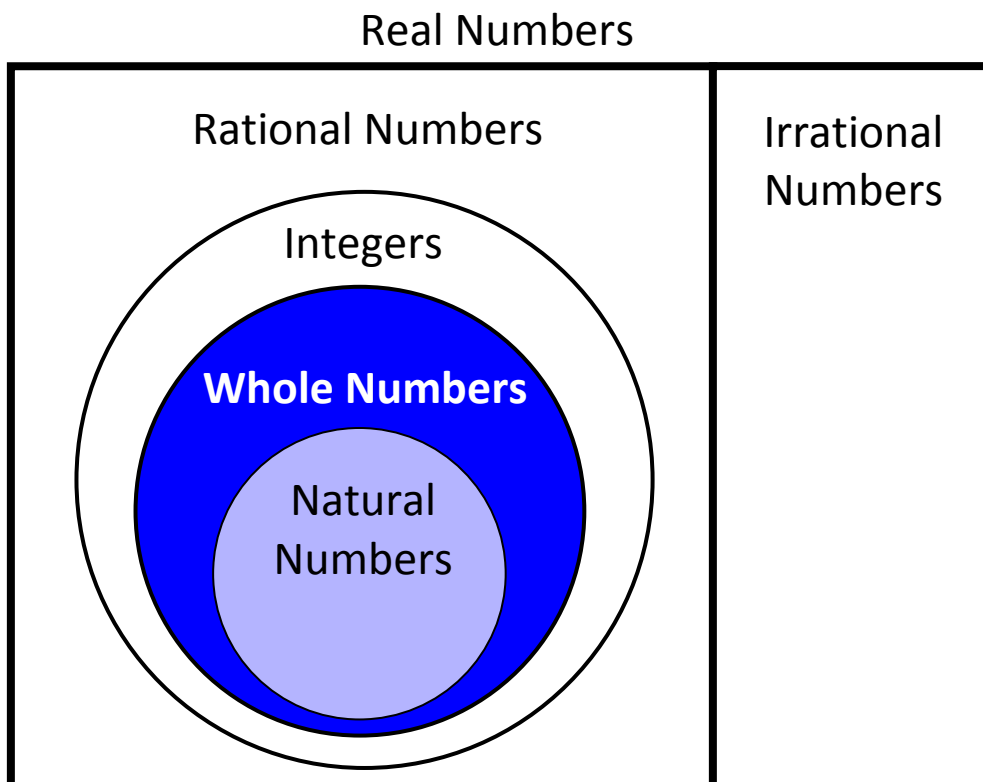 Real Numbers
Rational Numbers
Irrational
Numbers
Integers
Whole Numbers
Natural
Numbers